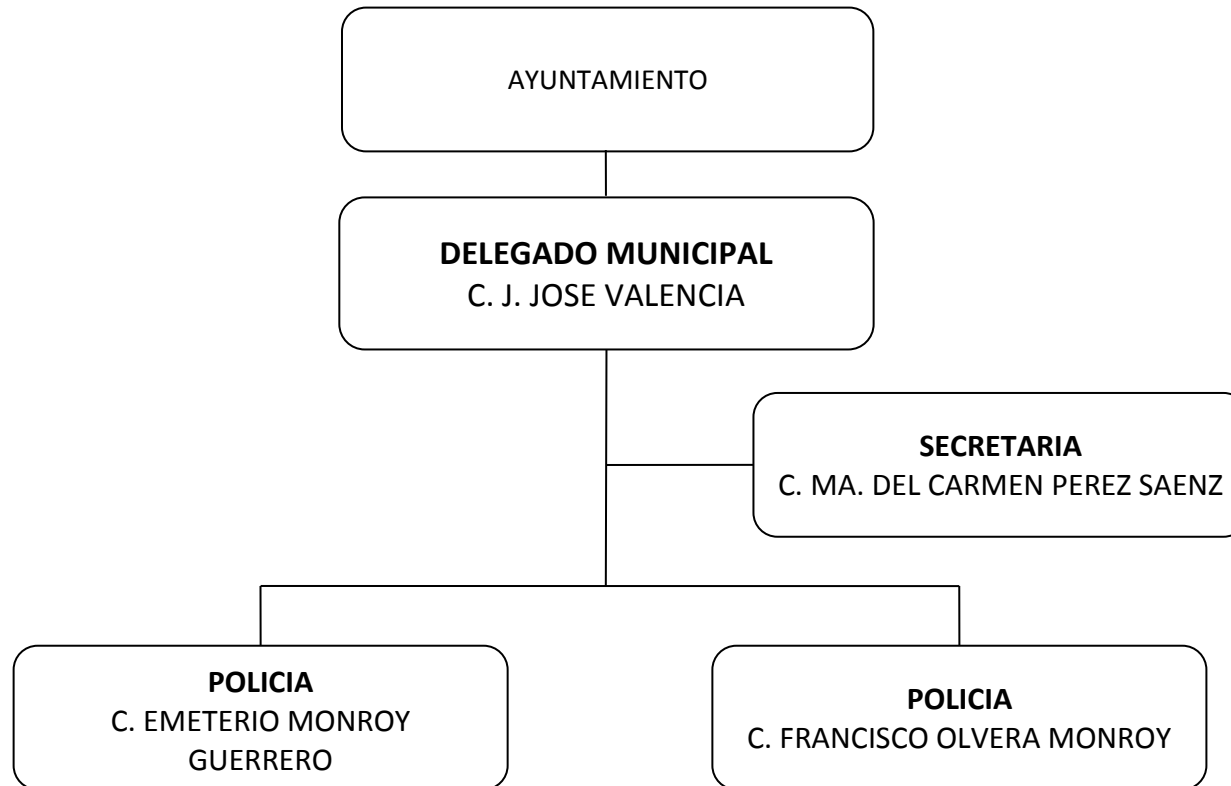 AYUNTAMIENTO
DELEGADO MUNICIPAL
C. J. JOSE VALENCIA
SECRETARIA
C. MA. DEL CARMEN PEREZ SAENZ
POLICIA
C. EMETERIO MONROY
GUERRERO
POLICIA
C. FRANCISCO OLVERA MONROY